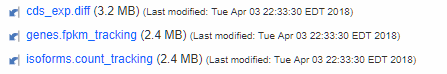 cds_exp.diff (3.2 MB) (Last modified: Tue Apr 03 22:33:30 EDT 2018)
genes.fpkm_tracking (2.4 MB) (Last modified: Tue Apr 03 22:33:30 EDT 2018)
isoforms.count_tracking (2.4 MB) (Last modified: Tue Apr 03 22:33:30 EDT 2018)